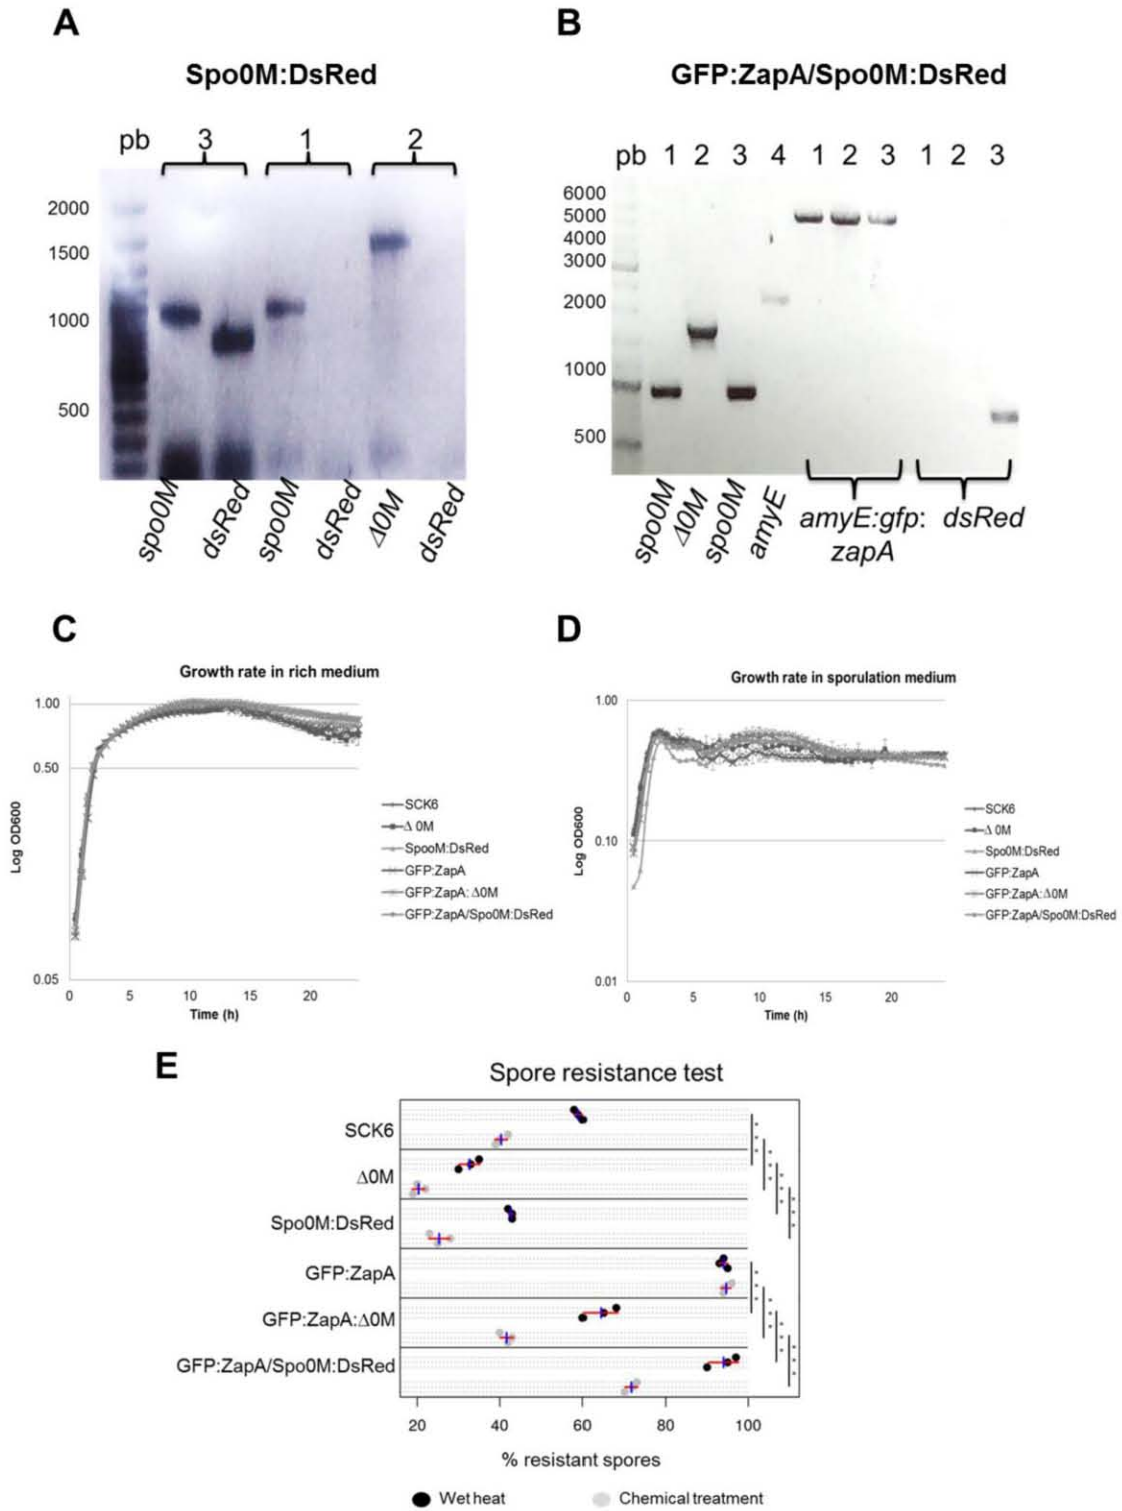 A
Spo0M:DsRed
pb 3 1 2
2000
1500
1000
500
spo0M dsRed spo0M dsRed Δ0M dsRed
B
GFP:ZapA/Spo0M:DsRed
pb 1 2 3 4 1 2 3 1 2 3
6000
5000
4000
3000
2000
1000
500
spo0M Δ0M spo0M amyE amyE:gfp: dsRed
zapA
C
Growth rate in rich medium
1.00
0.50
0.05
Log OD600
0 5 10 15 20
Time (h)
SCK6
Δ 0M
SpooM:DsRed
GFP:ZapA
GFP:ZapA: Δ0M
GFP:ZapA/Spo0M:DsRed
D
Growth rate in sporulation medium
1.00
0.10
0.01
Log OD600
0 5 10 15 20
Time (h)
SCK6
Δ 0M
Spo0M:DsRed
GFP:ZapA
GFP:ZapA: Δ0M
GFP:ZapA/Spo0M:DsRed
E
Spore resistance test
SCK6
Δ0M
Spo0M:DsRed
GFP:ZapA
GFP:ZapA:Δ0M
GFP:ZapA/Spo0M:DsRed
20 40 60 80 100
% resistant spores
Wet heat Chemical treatment